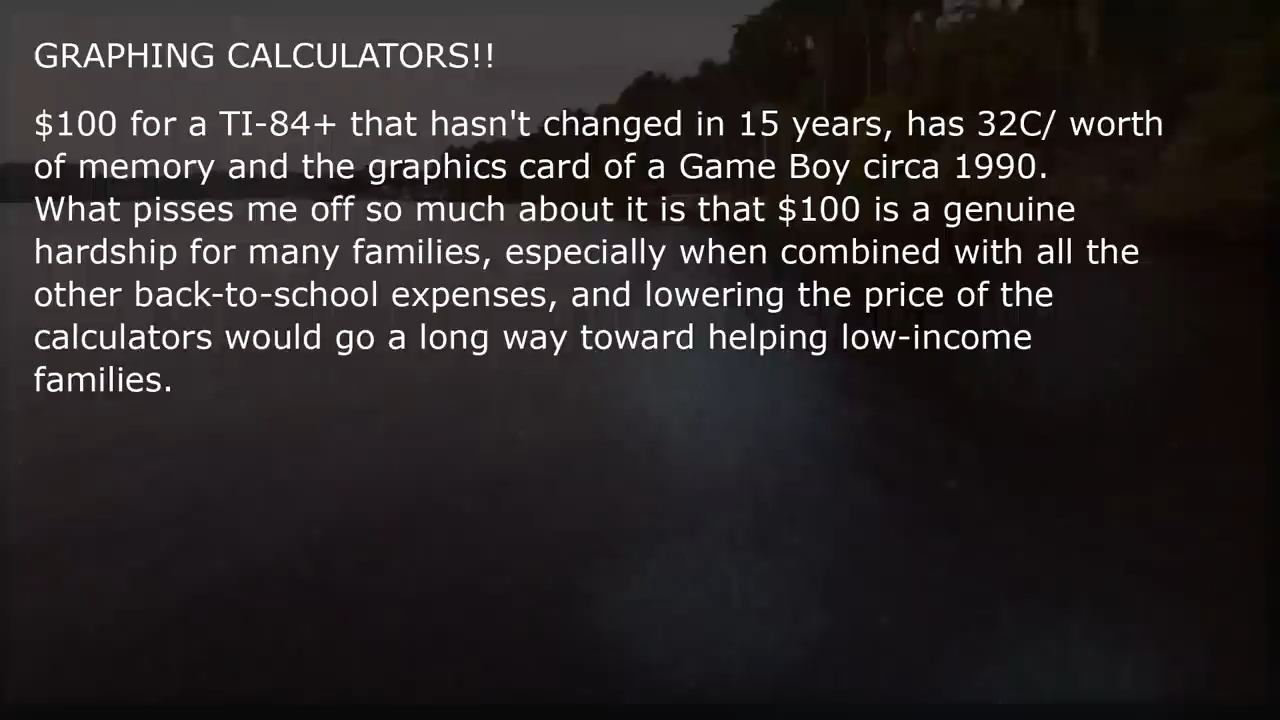 GRAPHING CALCULATORS!!
$100 for a TI-84+ that hasn't changed in 15 years, has 32C/ worth
of memory and the graphics card of a Game Boy circa 1990.
What pisses me off so much about it is that $100 is a genuine
hardship for many families, especially when combined with all the
other back-to-school expenses, and lowering the price of the
calculators would go a long way toward helping low-income
families.